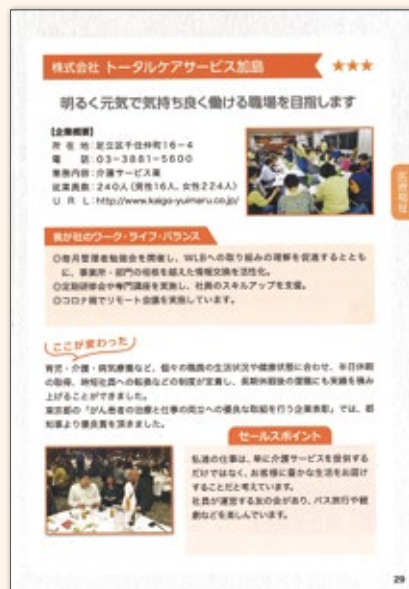 株式会社 トータルケアサービス加島 ★★★
明るく元気で気持ち良く働ける職場を目指します
【企業概要】
所在地:足立区千住仲町16-4
電話:03-3881-5600
業務内容:介護サービス業
従業員数:240人(男性16人、女性224人)
URL:http://www.kaigo-yuimaru.co.jp/
医療福祉
我が社のワーク・ライフ・バランス
○毎月管理者勉強会を開催し、WLBへの取り組みの理解を促進するととも
に、事業所・部門の垣根を越えた情報交換を活性化。
○定期研修会や専門講座を実施し、社員のスキルアップを支援。
○コロナ禍でリモート会議を実施しています。
ここが変わった
育児・介護・病気療養など、個々の職員の生活状況や健康状態に合わせ、半日休暇
の取得、時短社員への転換などの制度が定着し、長期休暇後の復職にも実績を積み
上げることができました。
東京都の「がん患者の治療と仕事の両立への優良な取組を行う企業表彰」では、都
知事より優良賞を頂きました。
セールスポイント
私達の仕事は、単に介護サービスを提供する
だけではなく、お客様に豊かな生活をお届け
することだと考えています。
社員が運営する友の会があり、バス旅行や観
劇などを楽しんでいます。
29